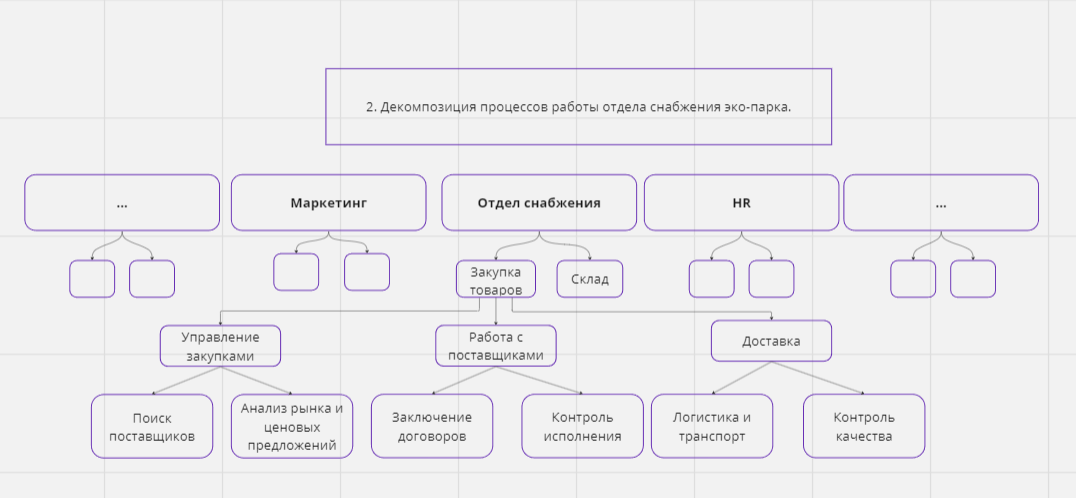 2. Декомпозиция процессов работы отдела снабжения эко-парка.
...
Маркетинг
Отдел снабжения
HR
...
Закупка
товаров
Склад
Управление
закупками
Работа с
поставщиками
Доставка
Поиск
поставщиков
Анализ рынка и
ценовых
предложений
Заключение
договоров
Контроль
исполнения
Логистика и
транспорт
Контроль
качества